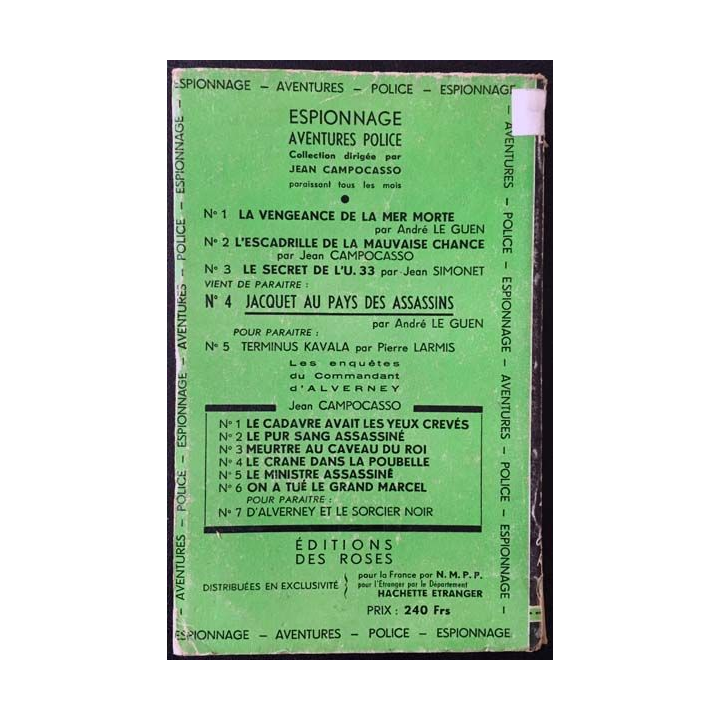 ESPIONNAGE – AVENTURES – POLICE – ESPIONNAGE
ESPIONNAGE
AVENTURES POLICE
Collection dirigée par
JEAN CAMPOCASSO
paraissant tous les mois
N° 1 LA VENGEANCE DE LA MER MORTE
par André LE GUEN
N° 2 L'ESCADRILLE DE LA MAUVAISE CHANCE
par Jean CAMPOCASSO
N° 3 LE SECRET DE L'U. 33 par Jean SIMONET
VIENT DE PARAITRE :
N° 4 JACQUET AU PAYS DES ASSASSINS
par André LE GUEN
POUR PARAITRE :
N° 5 TERMINUS KAVALA par Pierre LARMIS
Les enquêtes
du Commandant
d'ALVERNEY
Jean CAMPOCASSO
N° 1 LE CADAVRE AVAIT LES YEUX CREVÉS
N° 2 LE PUR SANG ASSASSINÉ
N° 3 MEURTRE AU CAVEAU DU ROI
N° 4 LE CRANE DANS LA POUBELLE
N° 5 LE MINISTRE ASSASSINÉ
N° 6 ON A TUÉ LE GRAND MARCEL
POUR PARAITRE :
N° 7 D'ALVERNEY ET LE SORCIER NOIR
ÉDITIONS
DES ROSES
DISTRIBUÉES EN EXCLUSIVITÉ
pour la France par N. M. P. P.
pour l'Etranger par le Département
HACHETTE ETRANGER
PRIX : 240 Frs
ESPIONNAGE – AVENTURES – POLICE – ESPIONNAGE
– AVENTURES – POLICE – ESPIONNAGE – AVENTURES – POLICE – ESPIONNAGE –
AVENTURES – POLICE – ESPIONNAGE – AVENTURES – POLICE – ESPIONNAGE –